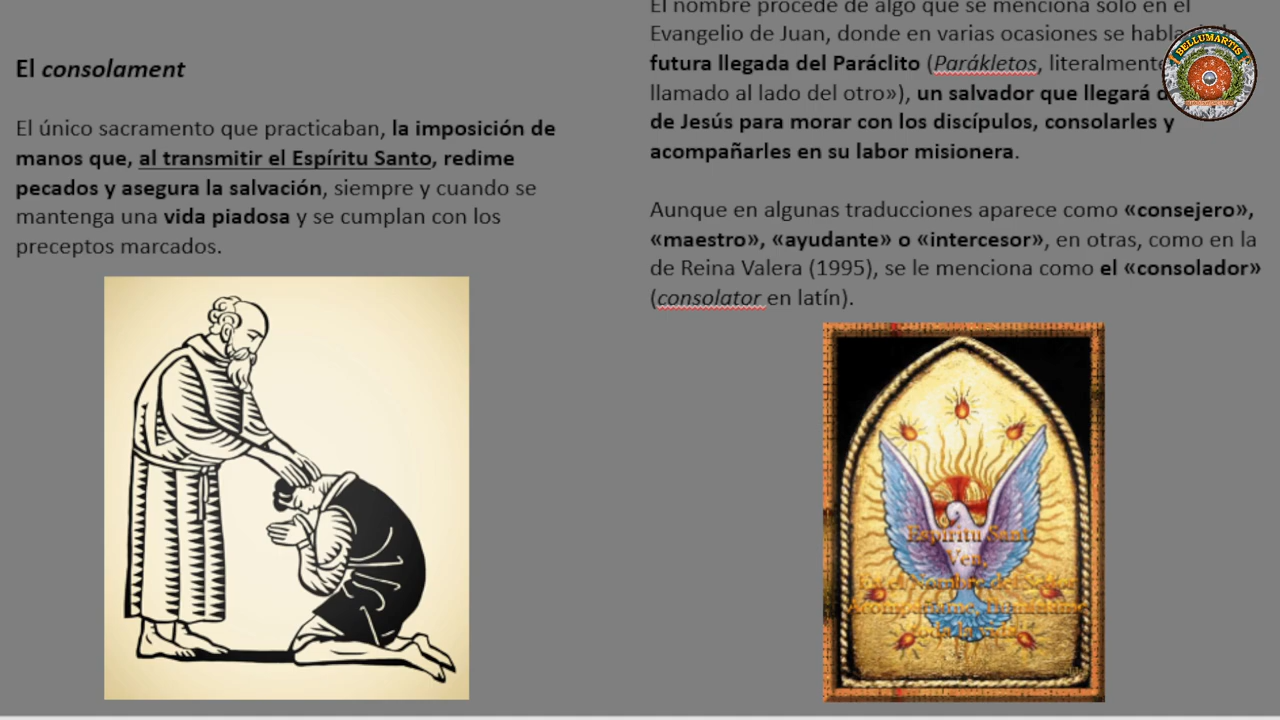 El consolament
El único sacramento que practicaban, la imposición de
manos que, al transmitir el Espíritu Santo, redime
pecados y asegura la salvación, siempre y cuando se
mantenga una vida piadosa y se cumplan con los
preceptos marcados.
El nombre procede de algo que se menciona solo en el
Evangelio de Juan, donde en varias ocasiones se habla
futura llegada del Paráclito (Parákletos, literalmente
llamado al lado del otro»), un salvador que llegará
de Jesús para morar con los discípulos, consolarles y
acompañarles en su labor misionera.
Aunque en algunas traducciones aparece como «consejero»,
«maestro», «ayudante» o «intercesor», en otras, como en la
de Reina Valera (1995), se le menciona como el «consolador»
(consolator en latín).
BELLUMARTIS
Espíritu Sant
Ven,